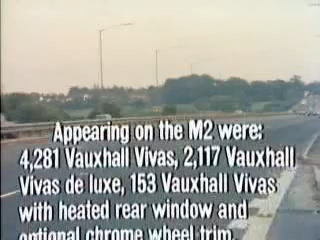 Appearing on the M2 were:
4,281 Vauxhall Vivas, 2,117 Vauxhall
Vivas de luxe, 153 Vauxhall Vivas
with heated rear window and
optional chrome wheel trim,